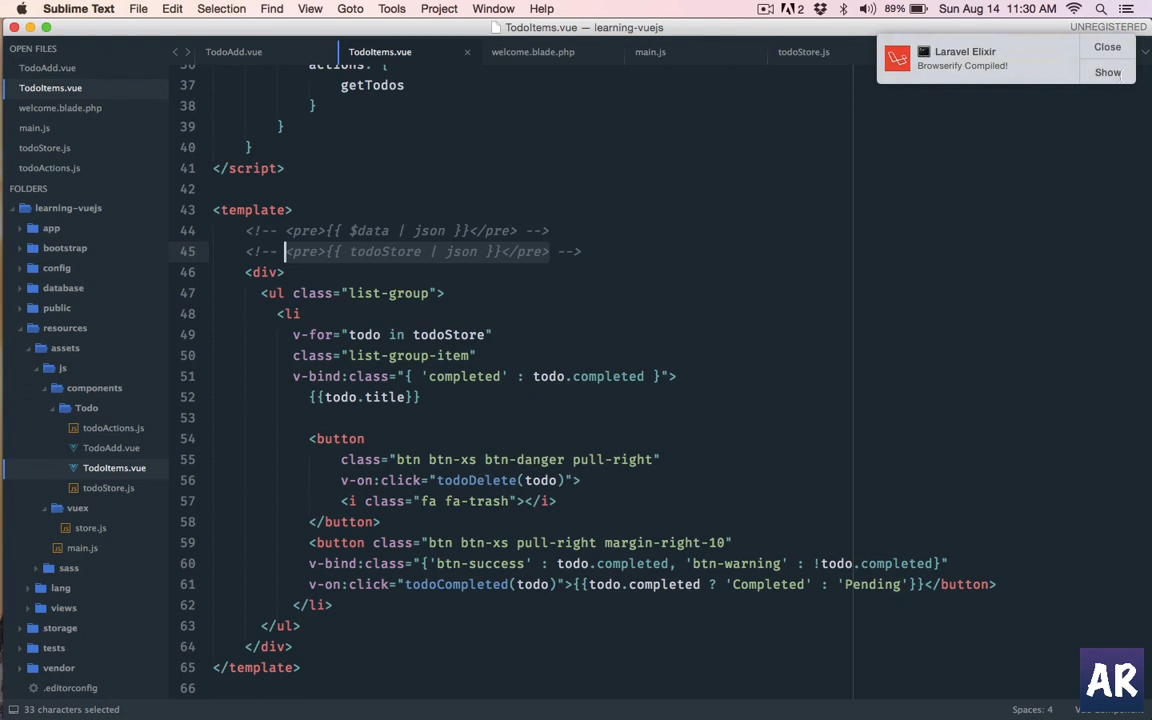 Sublime Text File Edit Selection Find View Goto Tools Project Window Help 2 89% Sun Aug 14 11:30 AM
TodoItems.vue — learning-vuejs UNREGISTERED
OPEN FILES
TodoAdd.vue
TodoItems.vue
welcome.blade.php
main.js
todoStore.js
todoActions.js
FOLDERS
learning-vuejs
app
bootstrap
config
database
public
resources
assets
js
components
Todo
todoActions.js
TodoAdd.vue
TodoItems.vue
todoStore.js
vuex
store.js
main.js
sass
lang
views
storage
tests
vendor
.editorconfig
TodoAdd.vue TodoItems.vue × welcome.blade.php main.js todoStore.js
Laravel Elixir
Browserify Compiled!
Close
Show
36 actions: {
37 getTodos
38 }
39 }
40 }
41 </script>
42
43 <template>
44 <!-- <pre>{{ $data | json }}</pre> -->
45 <!-- <pre>{{ todoStore | json }}</pre> -->
46 <div>
47 <ul class="list-group">
48 <li
49 v-for="todo in todoStore"
50 class="list-group-item"
51 v-bind:class="{ 'completed' : todo.completed }">
52 {{todo.title}}
53
54 <button
55 class="btn btn-xs btn-danger pull-right"
56 v-on:click="todoDelete(todo)">
57 <i class="fa fa-trash"></i>
58 </button>
59 <button class="btn btn-xs pull-right margin-right-10"
60 v-bind:class="{'btn-success' : todo.completed, 'btn-warning' : !todo.completed}"
61 v-on:click="todoCompleted(todo)">{{todo.completed ? 'Completed' : 'Pending'}}</button>
62 </li>
63 </ul>
64 </div>
65 </template>
66
AR
33 characters selected Spaces: 4